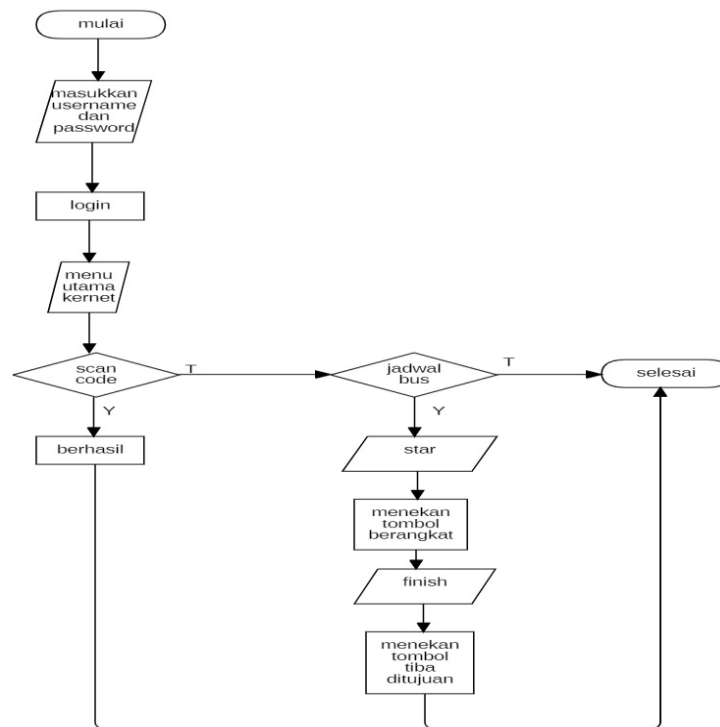 mulai
masukkan
username
dan
password
login
menu
utama
kernet
scan
code
T
jadwal
bus
T
selesai
Y
Y
berhasil
star
menekan
tombol
berangkat
finish
menekan
tombol
tiba
ditujuan